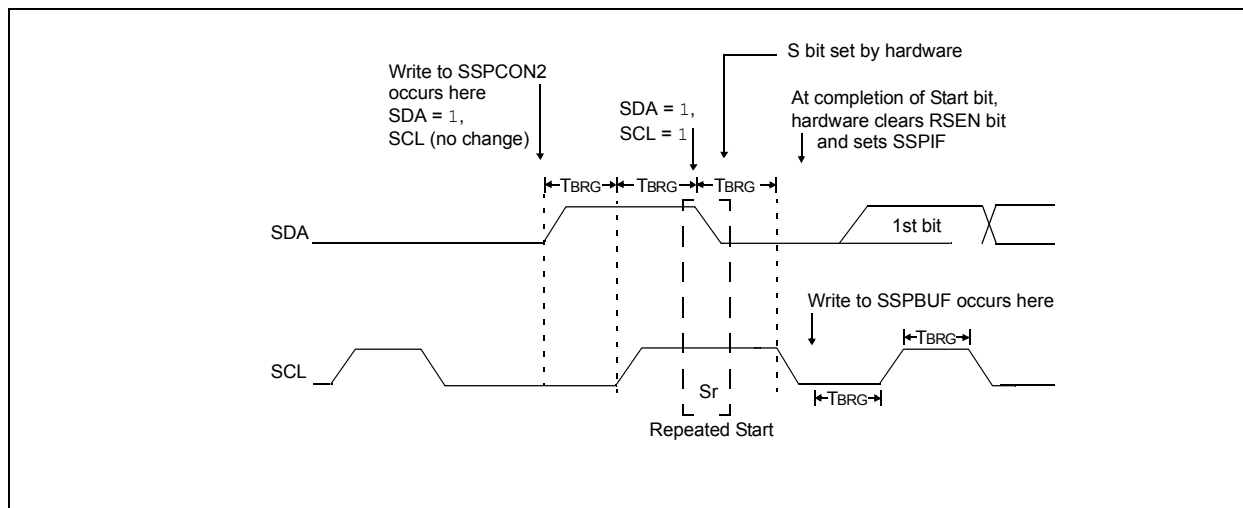 S bit set by hardware
Write to SSPCON2
occurs here
SDA = 1,
SCL (no change)
SDA = 1,
SCL = 1
At completion of Start bit,
hardware clears RSEN bit
and sets SSPIF
TBRG
TBRG
TBRG
SDA
1st bit
Write to SSPBUF occurs here
TBRG
SCL
Sr
TBRG
Repeated Start